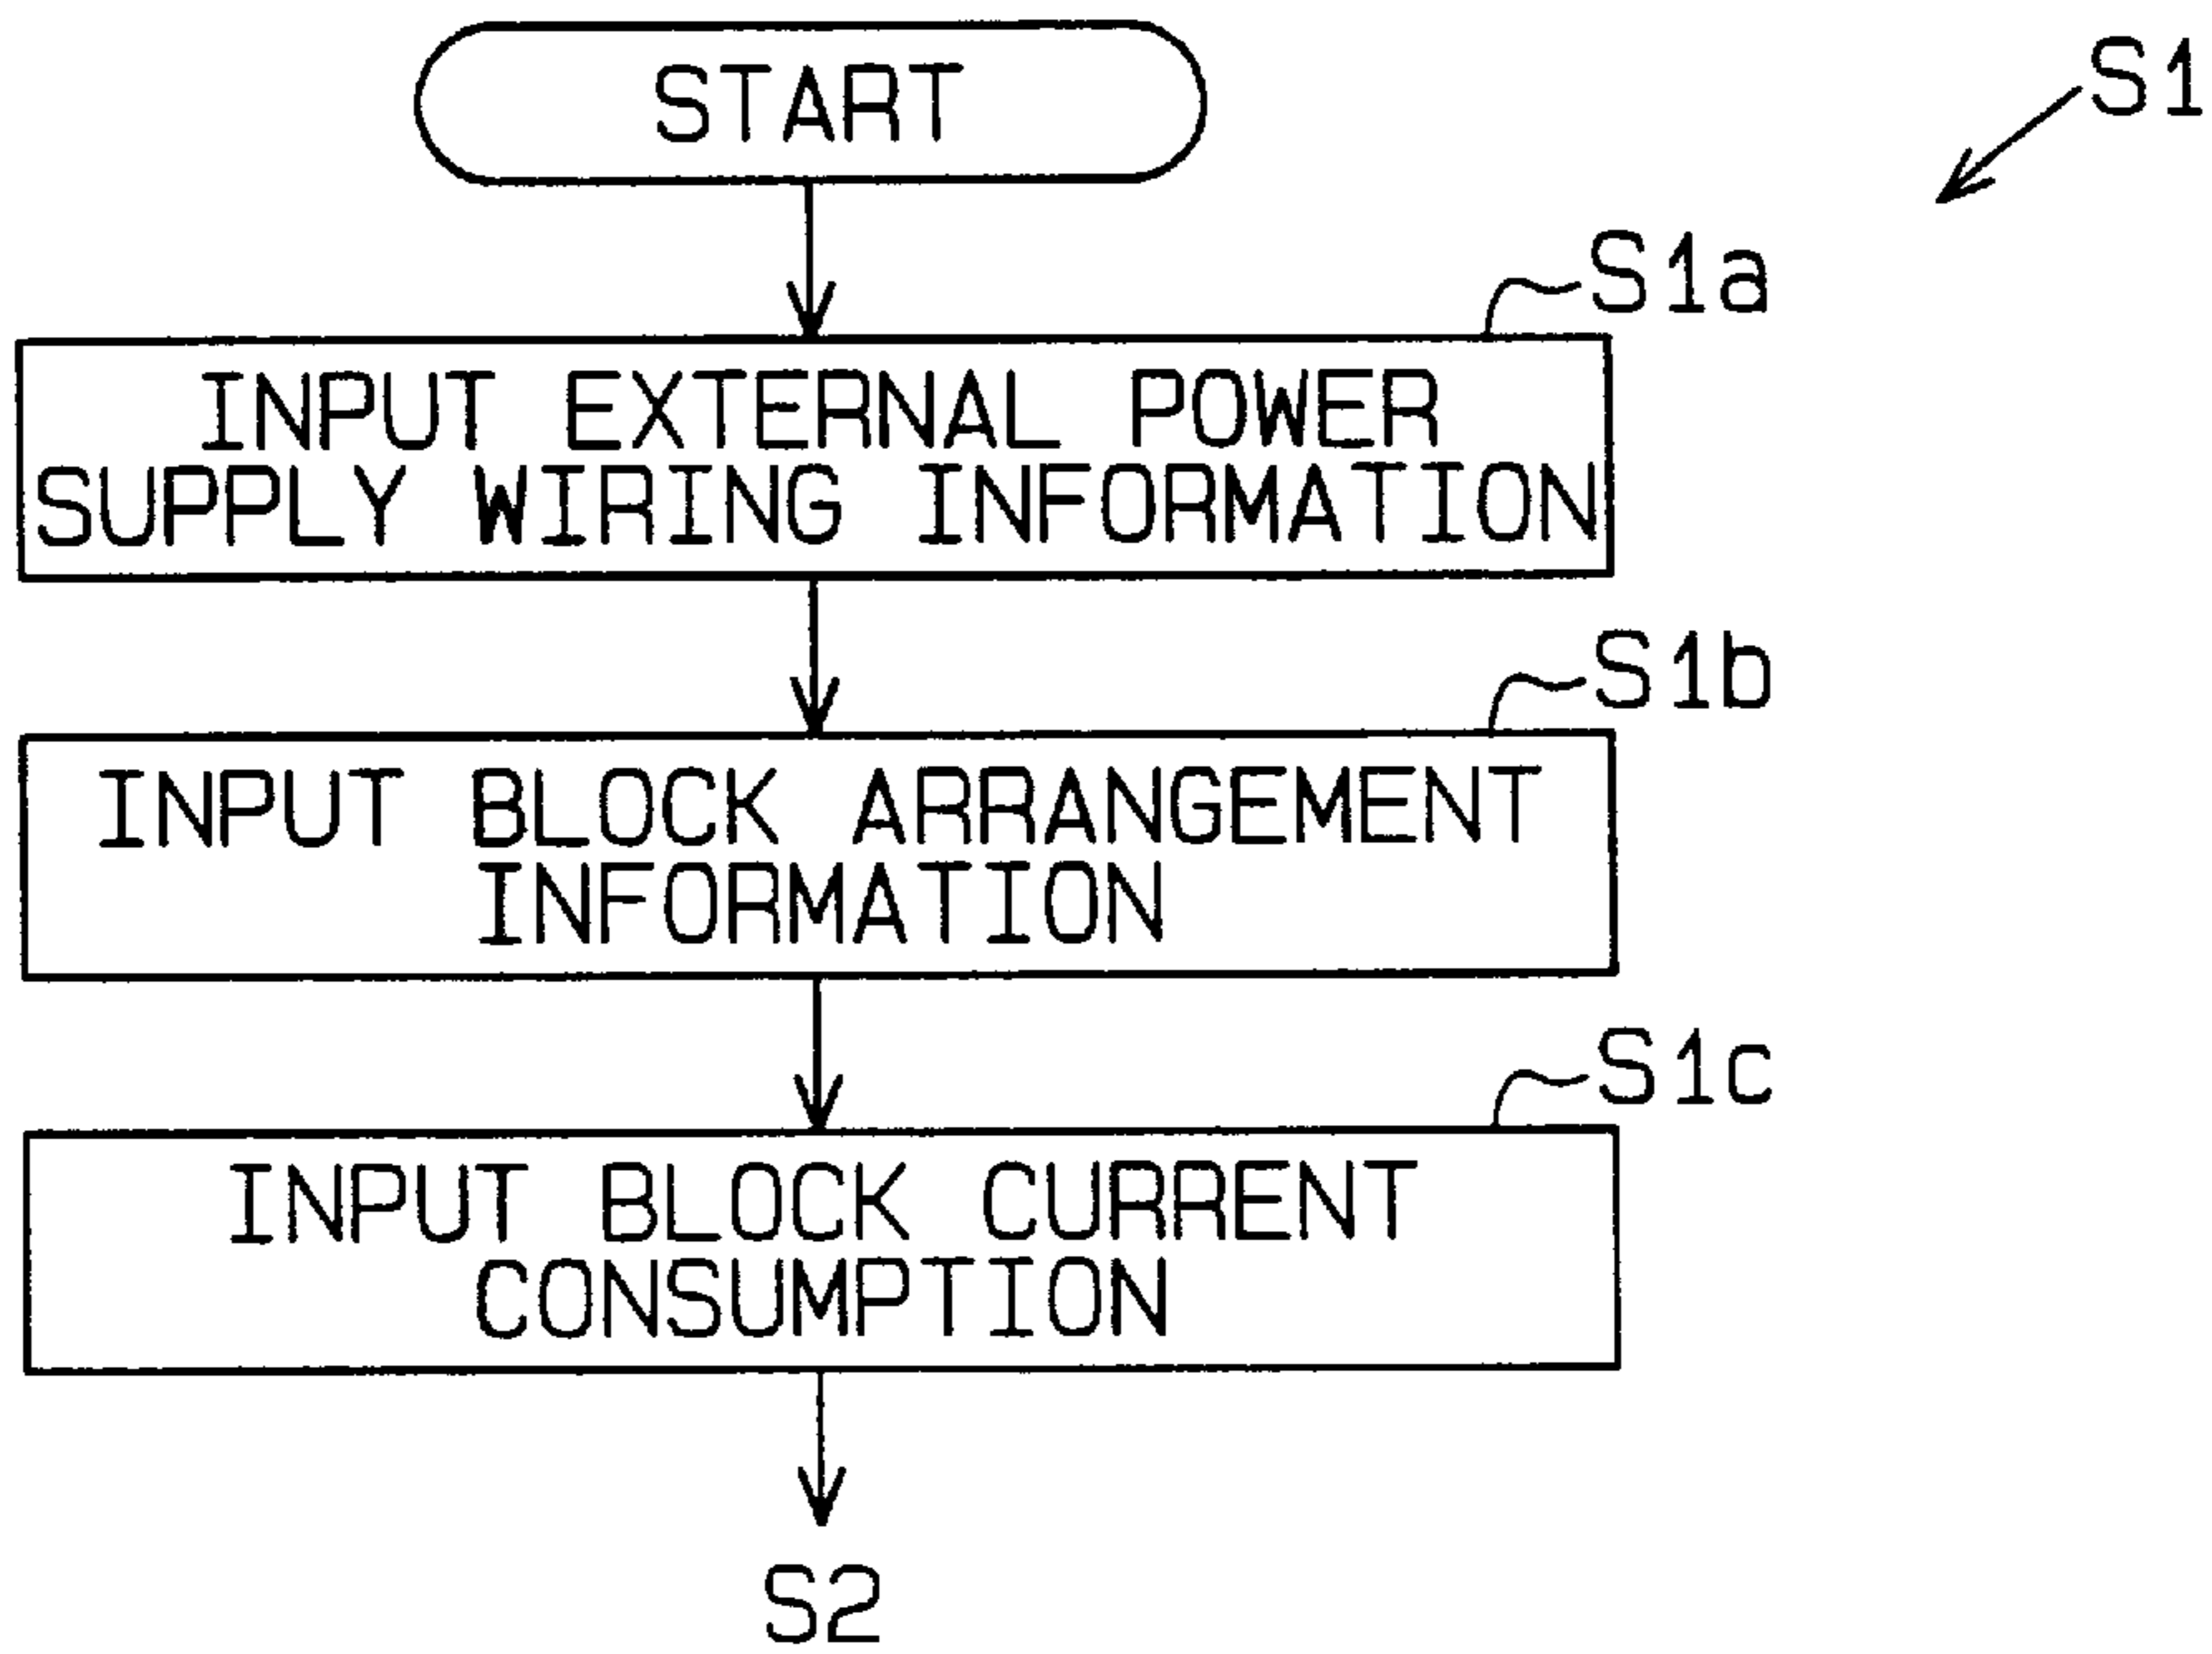 START
S1
S1a
INPUT EXTERNAL POWER
SUPPLY WIRING INFORMATION
S1b
INPUT BLOCK ARRANGEMENT
INFORMATION
S1c
INPUT BLOCK CURRENT
CONSUMPTION
S2